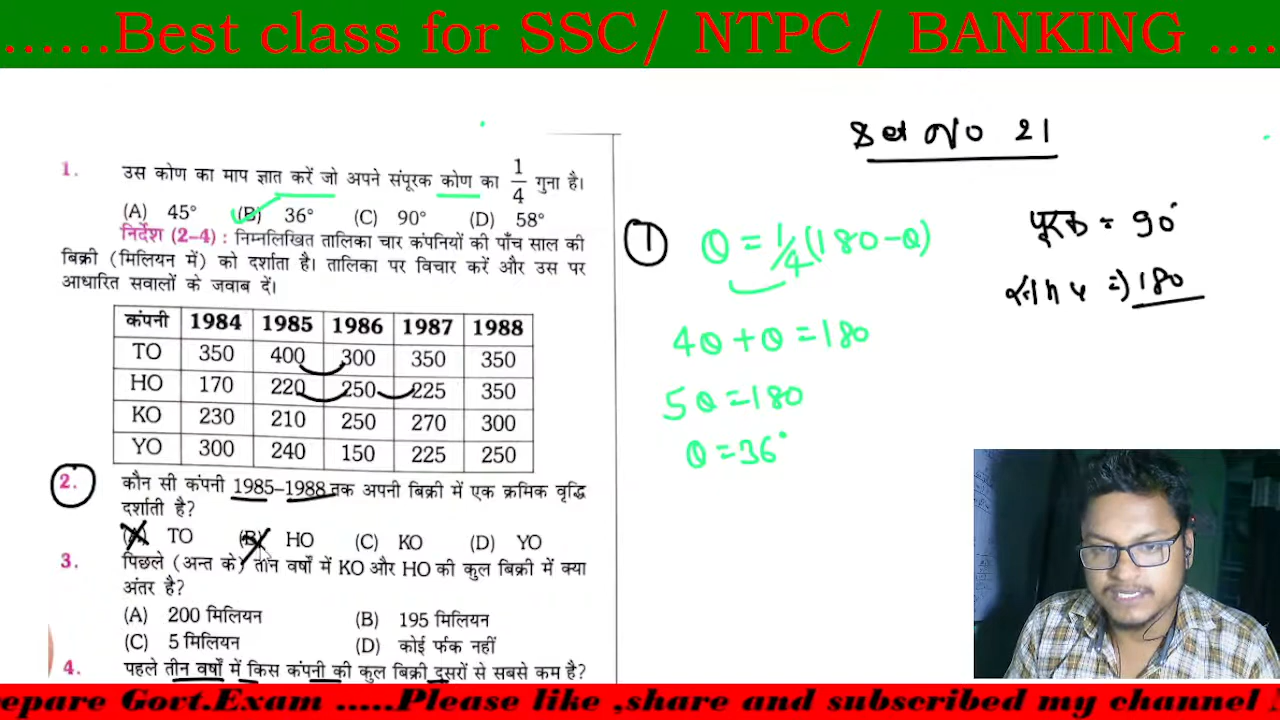 ......Best class for SSC/ NTPC/ BANKING ....
Set No 21
1. उस कोण का माप ज्ञात करें जो अपने संपूरक कोण का 1/4 गुना है।
(A) 45° (B) 36° (C) 90° (D) 58°
निर्देश (2–4) : निम्नलिखित तालिका चार कंपनियों की पाँच साल की
बिक्री (मिलियन में) को दर्शाता है। तालिका पर विचार करें और उस पर
आधारित सवालों के जवाब दें।
कंपनी 1984 1985 1986 1987 1988
TO 350 400 300 350 350
HO 170 220 250 225 350
KO 230 210 250 270 300
YO 300 240 150 225 250
2. कौन सी कंपनी 1985–1988 तक अपनी बिक्री में एक क्रमिक वृद्धि
दर्शाती है?
(A) TO (B) HO (C) KO (D) YO
3. पिछले (अन्त के) तीन वर्षों में KO और HO की कुल बिक्री में क्या
अंतर है?
(A) 200 मिलियन (B) 195 मिलियन
(C) 5 मिलियन (D) कोई र्फक नहीं
4. पहले तीन वर्षों में किस कंपनी की कुल बिक्री दूसरों से सबसे कम है?
1 θ = 1/4 (180 - θ)
4θ + θ = 180
5θ = 180
θ = 36°
पूरक = 90°
⇒ 180
epare Govt.Exam .....Please like ,share and subscribed my channel